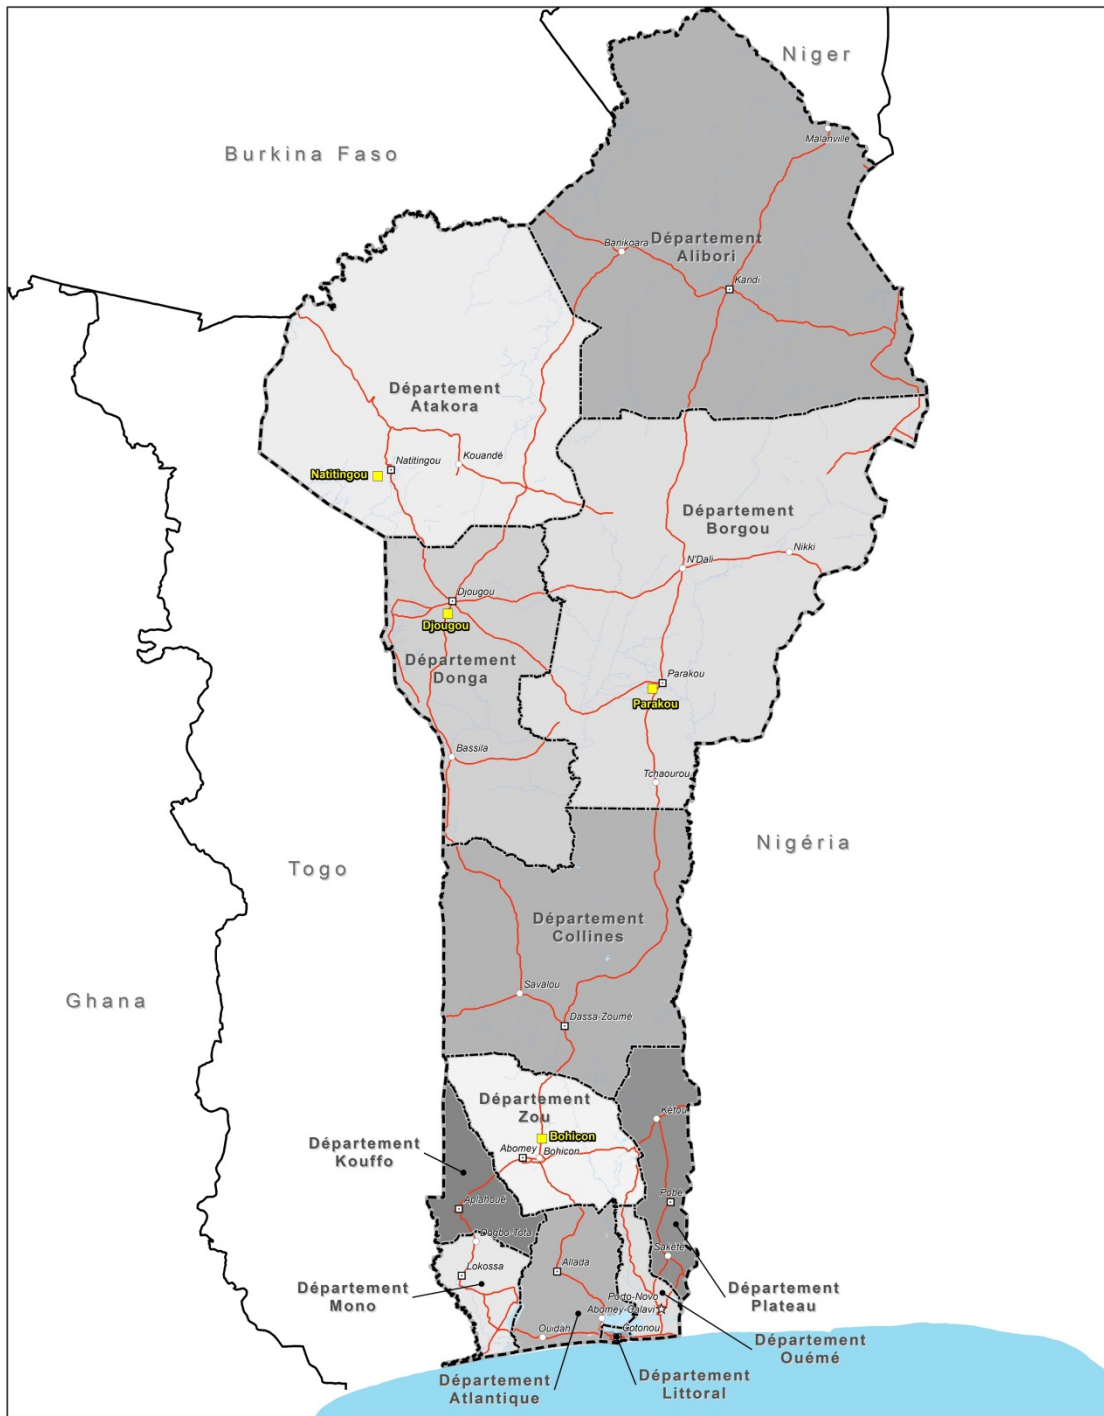 Niger
Malanville
Burkina Faso
Banikoara
Département
Alibori
Kandi
Département
Atakora
Natitingou
Kouandé
Natitingou
Département
Borgou
Nikki
N'Dali
Djougou
Djougou
Département
Donga
Parakou
Parakou
Bassila
Tchaourou
Nigéria
Togo
Département
Collines
Ghana
Savalou
Dassa-Zoumé
Département
Zou
Kétou
Bohicon
Abomey
Bohicon
Département
Kouffo
Aplahoué
Pobè
Dogbo-Tota
Sakété
Lokossa
Allada
Département
Mono
Département
Plateau
Porto-Novo
Abomey-Calavi
Ouidah
Cotonou
Département
Ouémé
Département
Atlantique
Département
Littoral